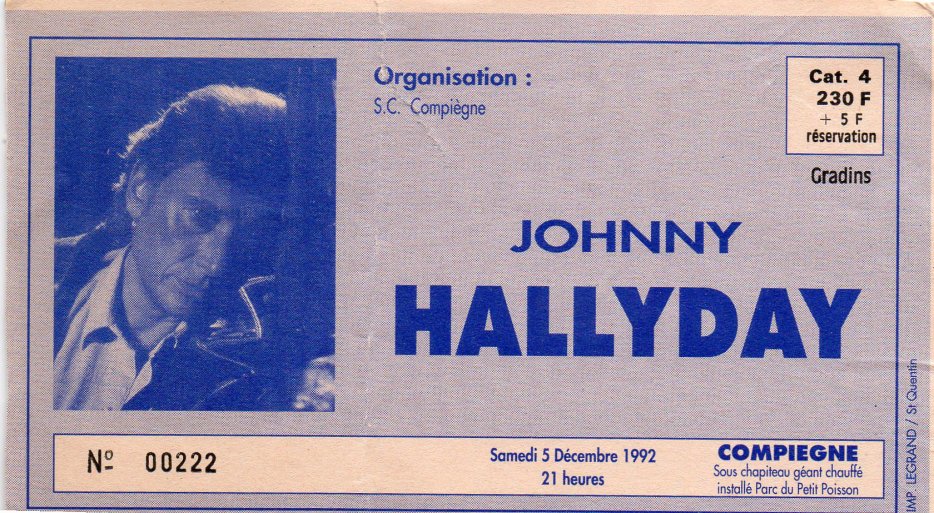 Organisation :
S.C. Compiègne
Cat. 4
230 F
+ 5 F
réservation
Gradins
JOHNNY
HALLYDAY
Nº 00222
Samedi 5 Décembre 1992
21 heures
COMPIEGNE
Sous chapiteau géant chauffé
installé Parc du Petit Poisson
IMP. LEGRAND / St Quentin